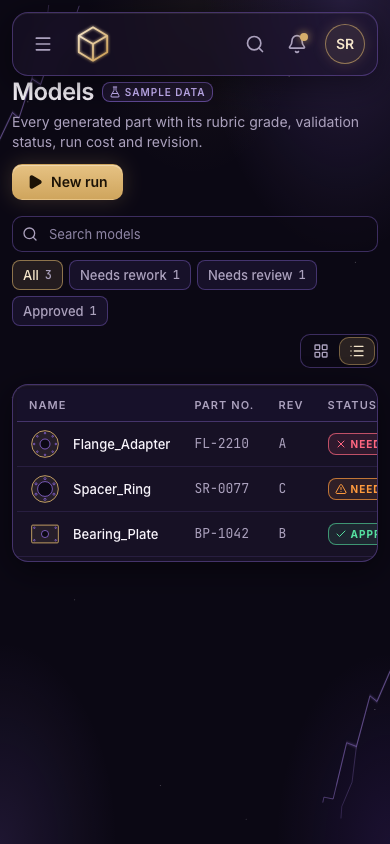 SR
Models SAMPLE DATA
Every generated part with its rubric grade, validation
status, run cost and revision.
New run
Search models
All 3 Needs rework 1 Needs review 1
Approved 1
NAME PART NO. REV STATUS
Flange_Adapter FL-2210 A NEED
Spacer_Ring SR-0077 C NEED
Bearing_Plate BP-1042 B